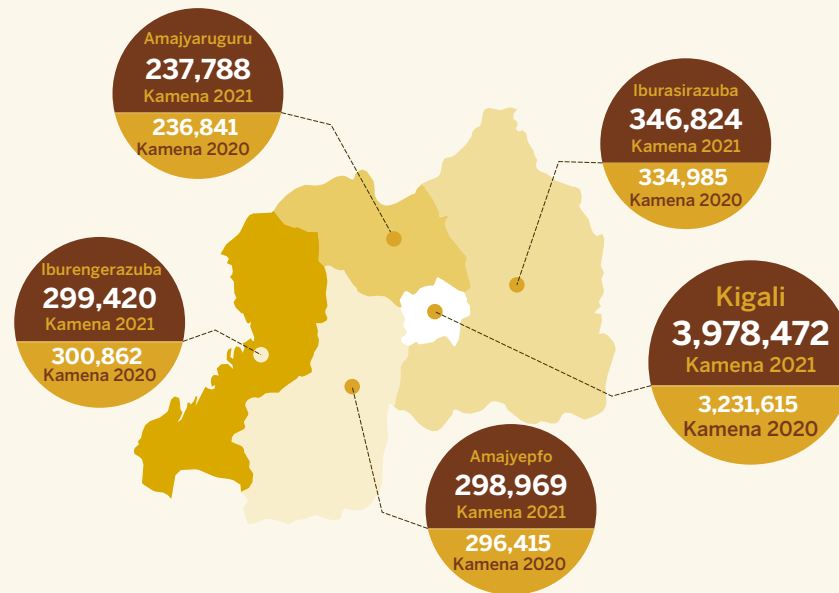 Amajyaruguru
237,788
Kamena 2021
236,841
Kamena 2020
Iburasirazuba
346,824
Kamena 2021
334,985
Kamena 2020
Iburengerazuba
299,420
Kamena 2021
300,862
Kamena 2020
Kigali
3,978,472
Kamena 2021
3,231,615
Kamena 2020
Amajyepfo
298,969
Kamena 2021
296,415
Kamena 2020